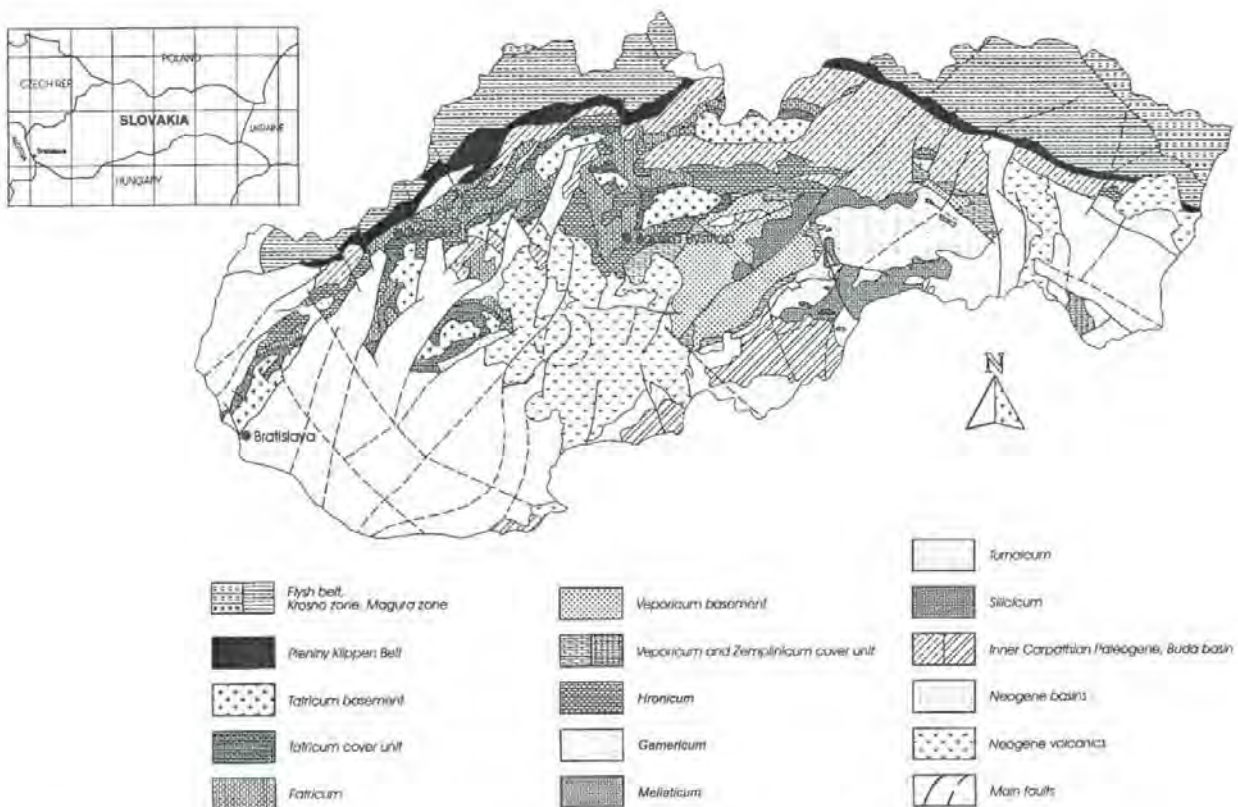 POLAND
CZECH REP.
SLOVAKIA
UKRAINE
Bratislava
HUNGARY
N
Bratislava
Flysh belt,
Krosno zone, Magura zone
Pieniny Klippen Belt
Tatricum basement
Tatricum cover unit
Fatricum
Veporicum basement
Veporicum and Zemplinicum cover unit
Hronicum
Gemericum
Meliaticum
Turnaicum
Silicicum
Inner Carpathian Paleogene, Buda basin
Neogene basins
Neogene volcanics
Main faults